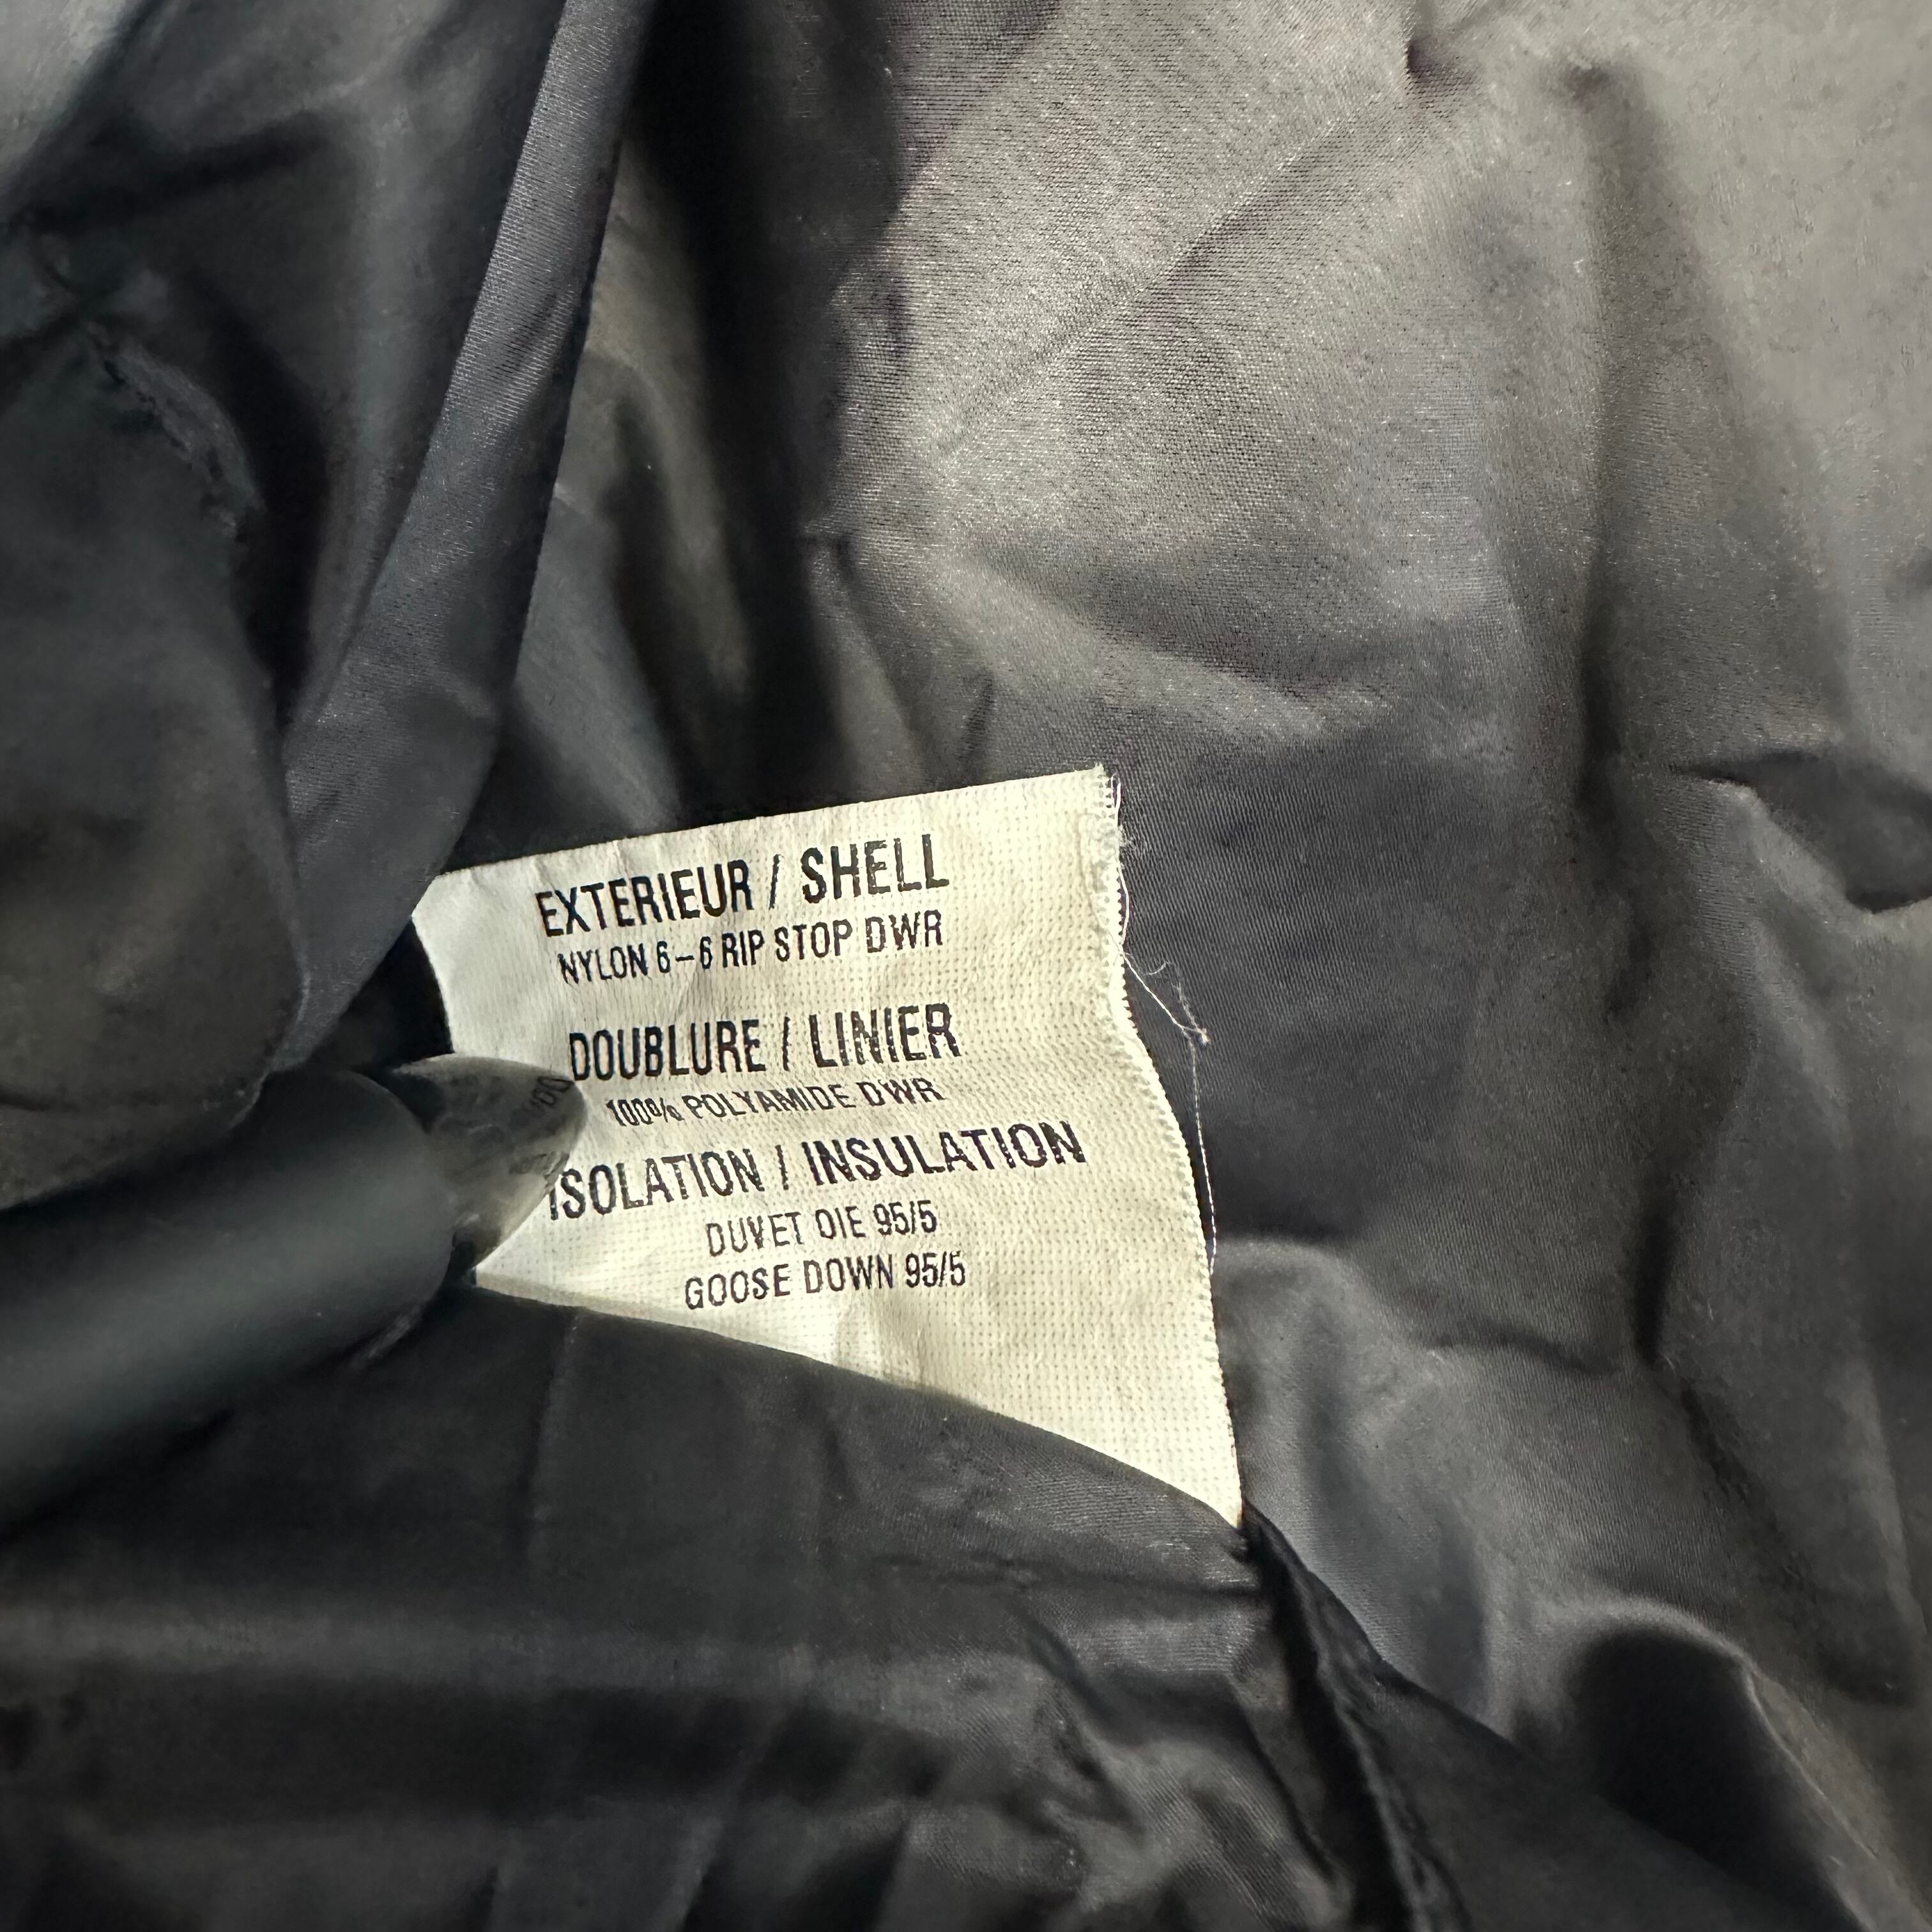 EXTERIEUR / SHELL
NYLON 6-6 RIP STOP DWR
DOUBLURE / LINIER
100% POLYAMIDE DWR
ISOLATION / INSULATION
DUVET OIE 95/5
GOOSE DOWN 95/5